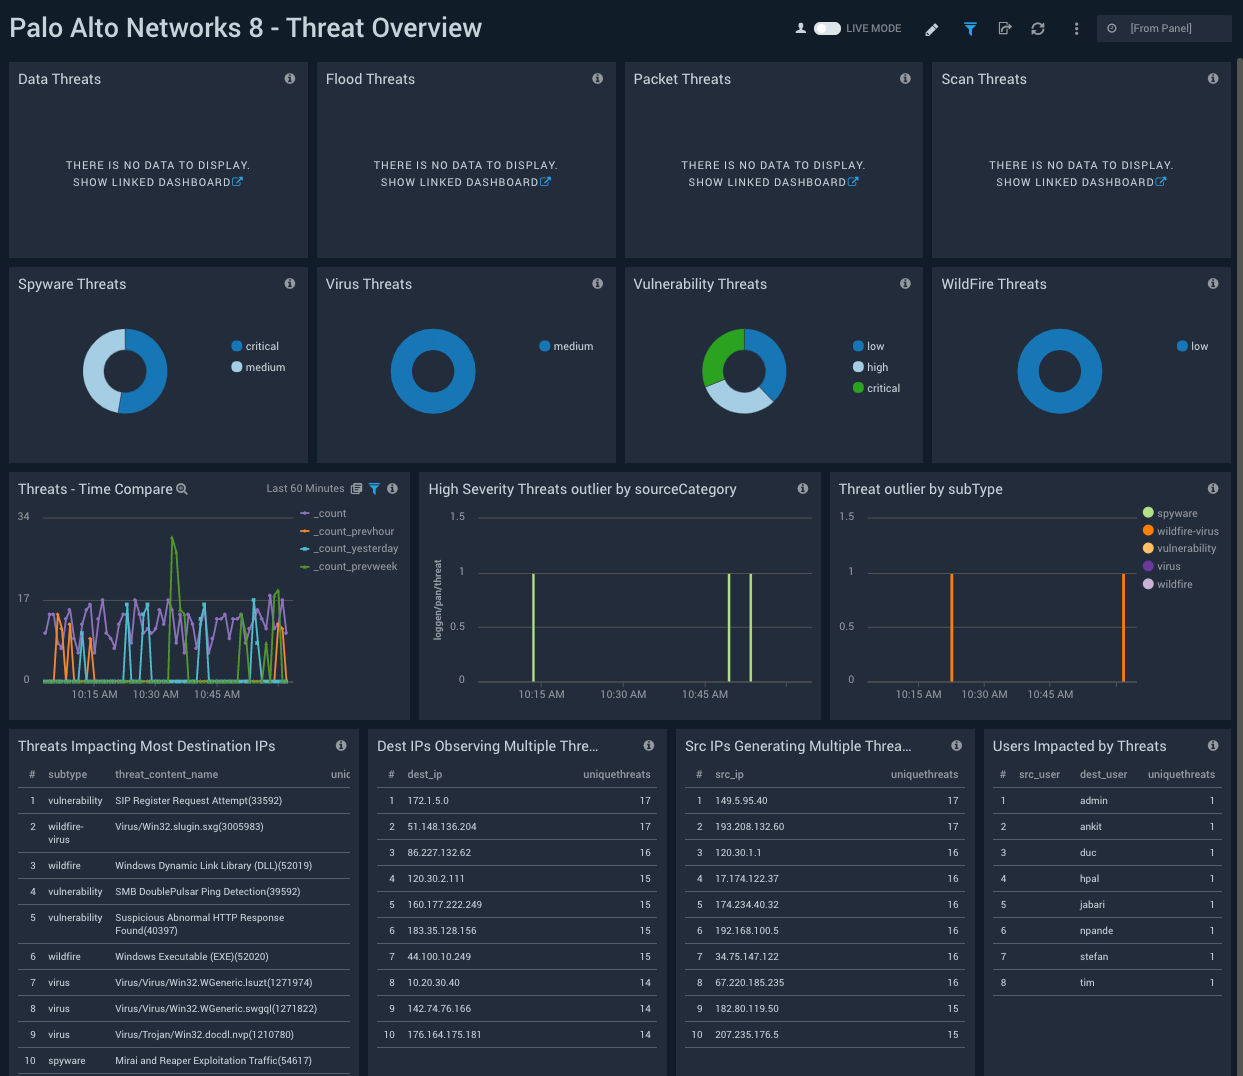 Palo Alto Networks 8 - Threat Overview
LIVE MODE
[From Panel]
Data Threats
THERE IS NO DATA TO DISPLAY.
SHOW LINKED DASHBOARD
Flood Threats
THERE IS NO DATA TO DISPLAY.
SHOW LINKED DASHBOARD
Packet Threats
THERE IS NO DATA TO DISPLAY.
SHOW LINKED DASHBOARD
Scan Threats
THERE IS NO DATA TO DISPLAY.
SHOW LINKED DASHBOARD
Spyware Threats
critical
medium
Virus Threats
medium
Vulnerability Threats
low
high
critical
WildFire Threats
low
Threats - Time Compare
Last 60 Minutes
34
17
0
10:15 AM 10:30 AM 10:45 AM
_count
_count_prevhour
_count_yesterday
_count_prevweek
High Severity Threats outlier by sourceCategory
loggen/pan/threat
1.5
1
0.5
0
10:15 AM 10:30 AM 10:45 AM
Threat outlier by subType
1.5
1
0.5
0
10:15 AM 10:30 AM 10:45 AM
spyware
wildfire-virus
vulnerability
virus
wildfire
Threats Impacting Most Destination IPs
# subtype threat_content_name unic
1 vulnerability SIP Register Request Attempt(33592)
2 wildfire- Virus/Win32.slugin.sxg(3005983)
virus
3 wildfire Windows Dynamic Link Library (DLL)(52019)
4 vulnerability SMB DoublePulsar Ping Detection(39592)
5 vulnerability Suspicious Abnormal HTTP Response
Found(40397)
6 wildfire Windows Executable (EXE)(52020)
7 virus Virus/Virus/Win32.WGeneric.lsuzt(1271974)
8 virus Virus/Virus/Win32.WGeneric.swgql(1271822)
9 virus Virus/Trojan/Win32.docdl.nvp(1210780)
10 spyware Mirai and Reaper Exploitation Traffic(54617)
Dest IPs Observing Multiple Thre...
# dest_ip uniquethreats
1 172.1.5.0 17
2 51.148.136.204 17
3 86.227.132.62 16
4 120.30.2.111 15
5 160.177.222.249 15
6 183.35.128.156 15
7 44.100.10.249 15
8 10.20.30.40 14
9 142.74.76.166 14
10 176.164.175.181 14
Src IPs Generating Multiple Threa...
# src_ip uniquethreats
1 149.5.95.40 17
2 193.208.132.60 17
3 120.30.1.1 16
4 17.174.122.37 16
5 174.234.40.32 16
6 192.168.100.5 16
7 34.75.147.122 16
8 67.220.185.235 16
9 182.80.119.50 15
10 207.235.176.5 15
Users Impacted by Threats
# src_user dest_user uniquethreats
1 admin 1
2 ankit 1
3 duc 1
4 hpal 1
5 jabari 1
6 npande 1
7 stefan 1
8 tim 1